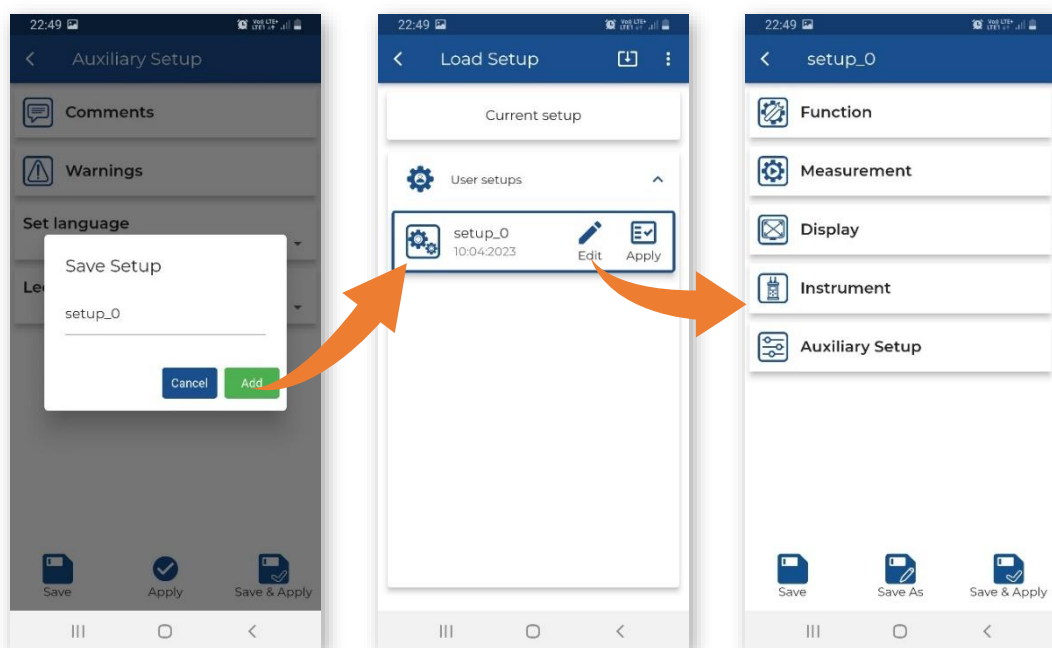 22:49
Auxiliary Setup
Comments
Warnings
Set language
Le
Save Setup
setup_0
Cancel
Add
Save
Apply
Save & Apply
22:49
Load Setup
Current setup
User setups
setup_0
10:04:2023
Edit
Apply
22:49
setup_0
Function
Measurement
Display
Instrument
Auxiliary Setup
Save
Save As
Save & Apply